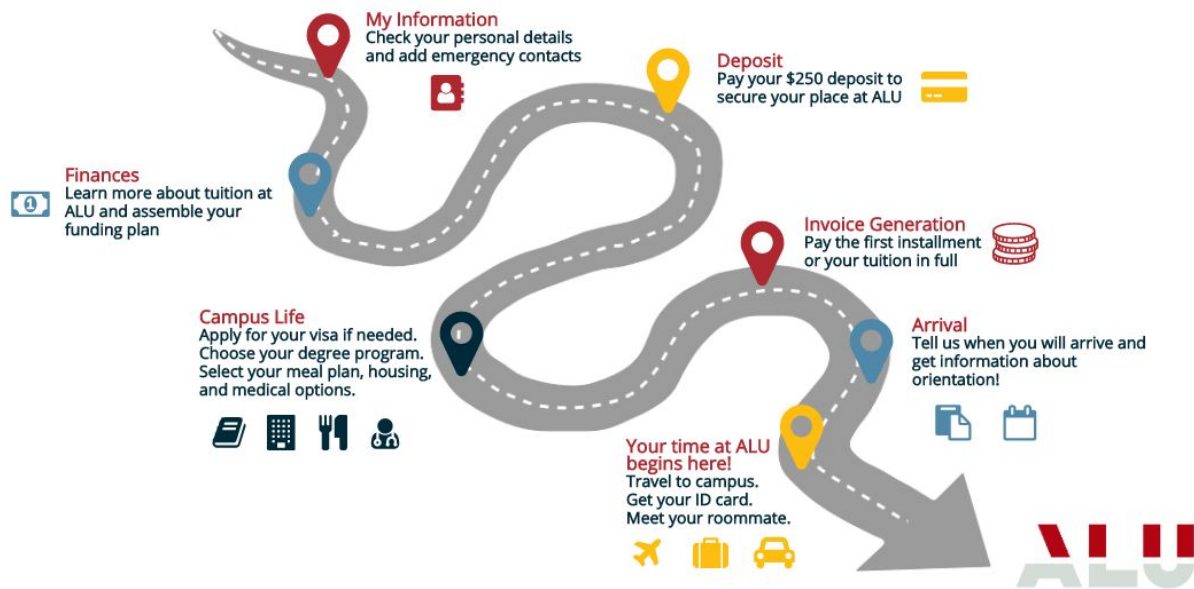 My Information
Check your personal details
and add emergency contacts
Deposit
Pay your $250 deposit to
secure your place at ALU
Finances
Learn more about tuition at
ALU and assemble your
funding plan
1
Invoice Generation
Pay the first installment
or your tuition in full
Campus Life
Apply for your visa if needed.
Choose your degree program.
Select your meal plan, housing,
and medical options.
Arrival
Tell us when you will arrive and
get information about
orientation!
Your time at ALU
begins here!
Travel to campus.
Get your ID card.
Meet your roommate.
ALU